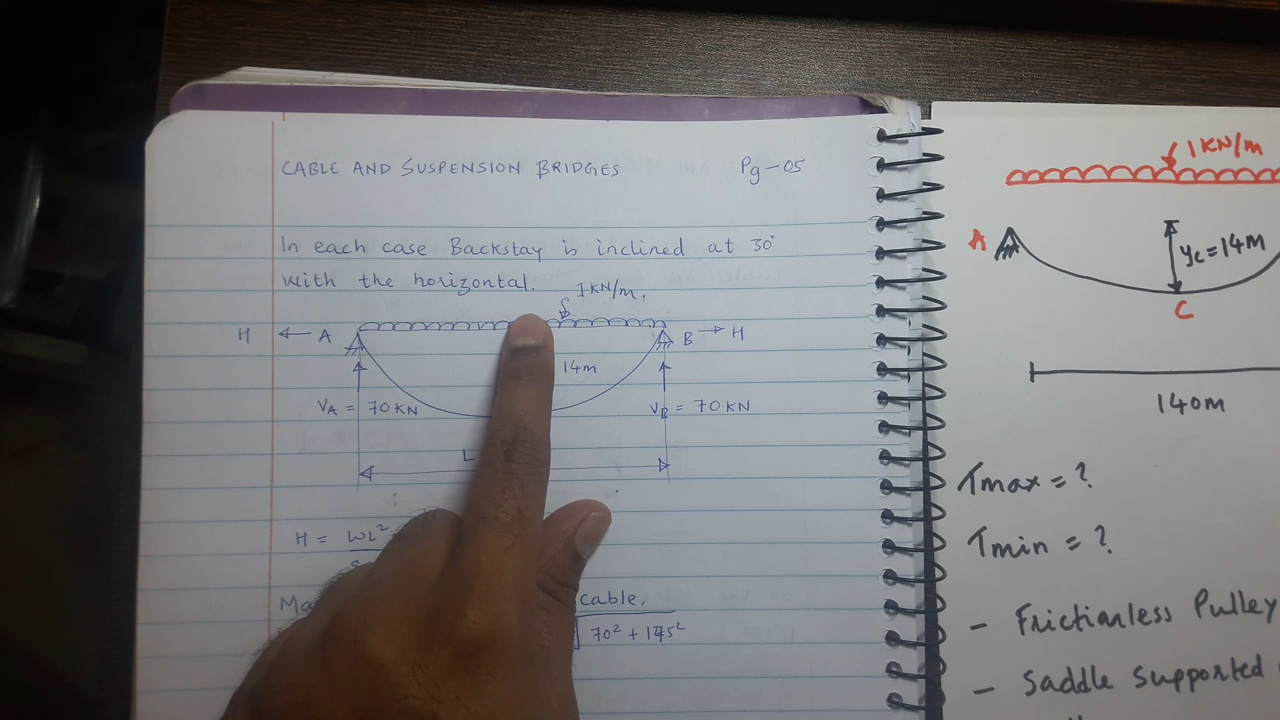 CABLE AND SUSPENSION BRIDGES Pg-05
In each case Backstay is inclined at 30°
with the horizontal.
1KN/m.
H A B H
14m
VA = 70KN VB = 70KN
L
H = WL²
cable.
70² + 175²
1KN/m
A
yc=14m
C
140m
Tmax = ?
Tmin = ?
- Frictionless Pulley
- Saddle Supported